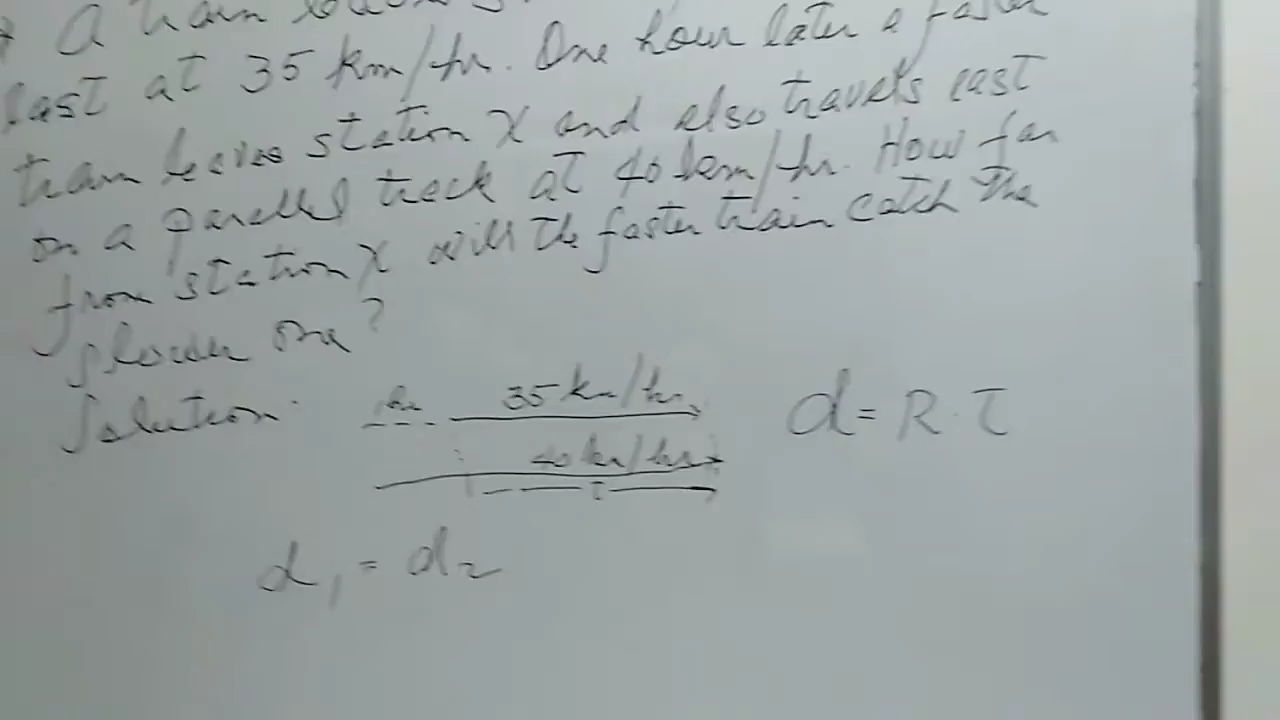 A train
East at 35 km/hr. One hour later a faster
train leaves station X and also travels east
on a parallel track at 40 km/hr. How far
from station X will the faster train catch the
slower one?
Solution. 35 km/hr d = R·T
40 km/hr
d₁ = d₂